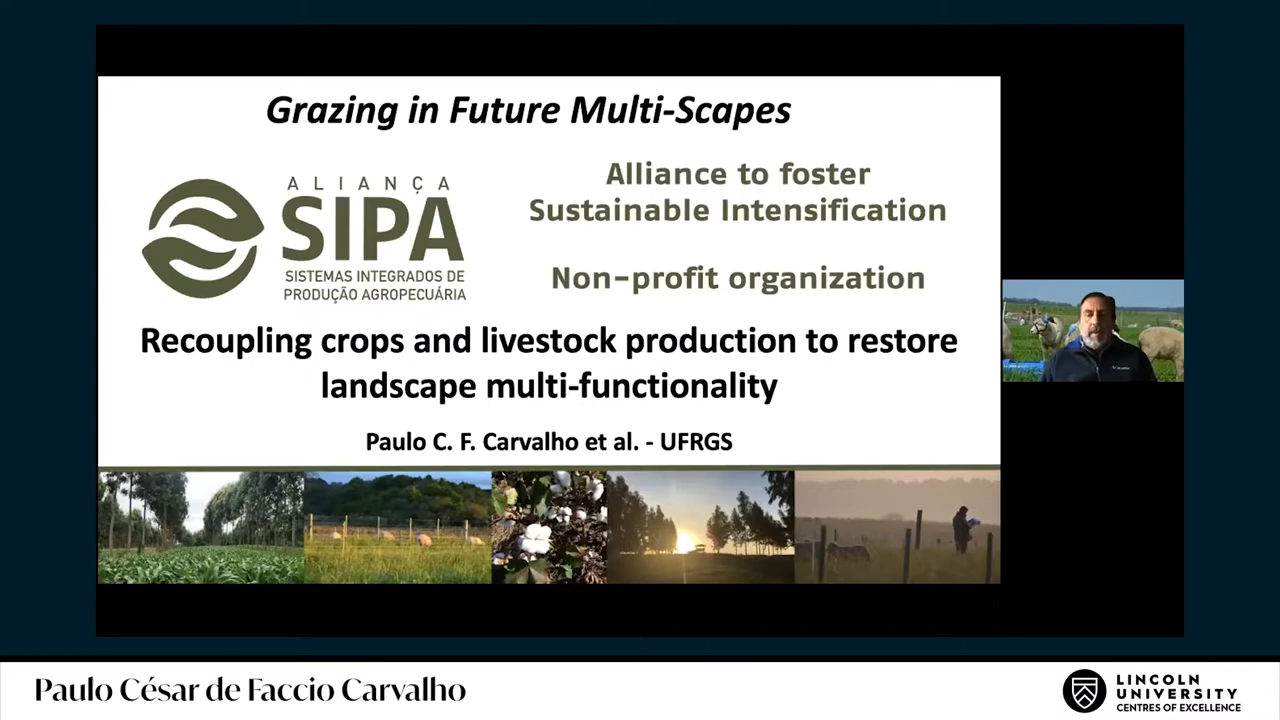 Grazing in Future Multi-Scapes
ALIANÇA
SIPA
SISTEMAS INTEGRADOS DE
PRODUÇÃO AGROPECUÁRIA
Alliance to foster
Sustainable Intensification
Non-profit organization
Recoupling crops and livestock production to restore
landscape multi-functionality
Paulo C. F. Carvalho et al. - UFRGS
Paulo César de Faccio Carvalho
LINCOLN
UNIVERSITY
CENTRES OF EXCELLENCE